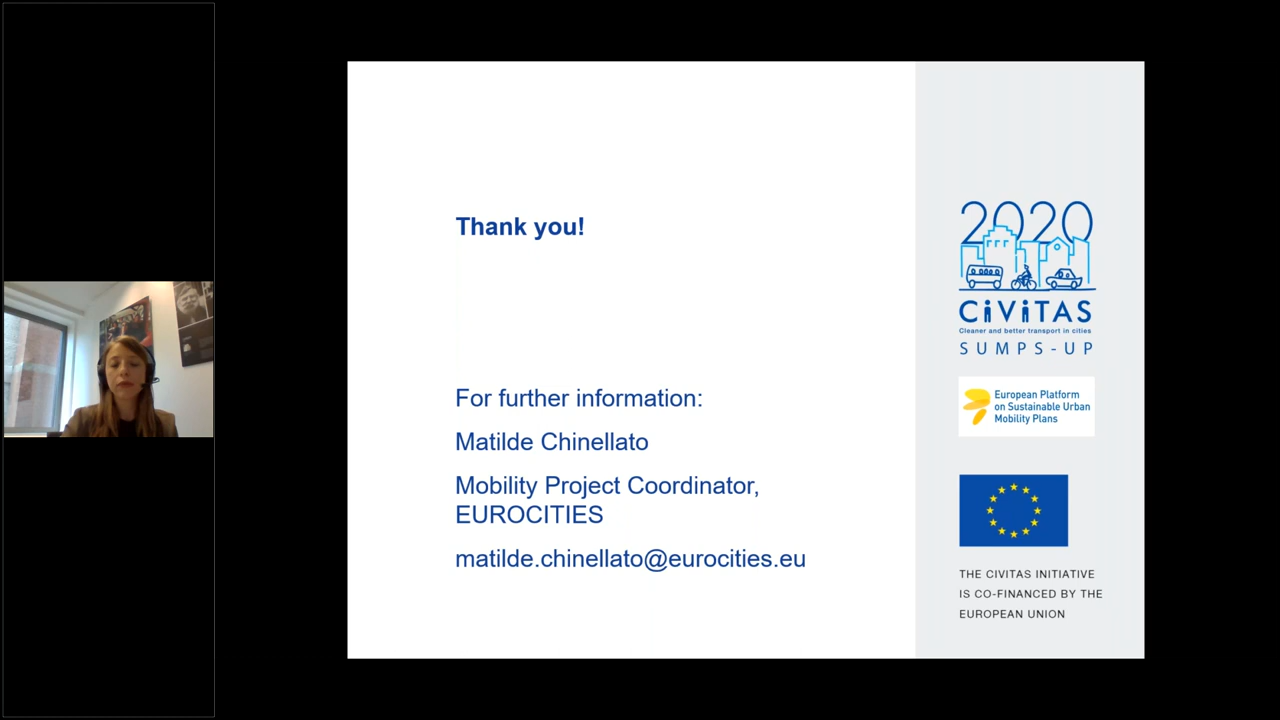 Thank you!
For further information:
Matilde Chinellato
Mobility Project Coordinator,
EUROCITIES
matilde.chinellato@eurocities.eu
2020
CiViTAS
Cleaner and better transport in cities
SUMPS-UP
European Platform
on Sustainable Urban
Mobility Plans
THE CIVITAS INITIATIVE
IS CO-FINANCED BY THE
EUROPEAN UNION